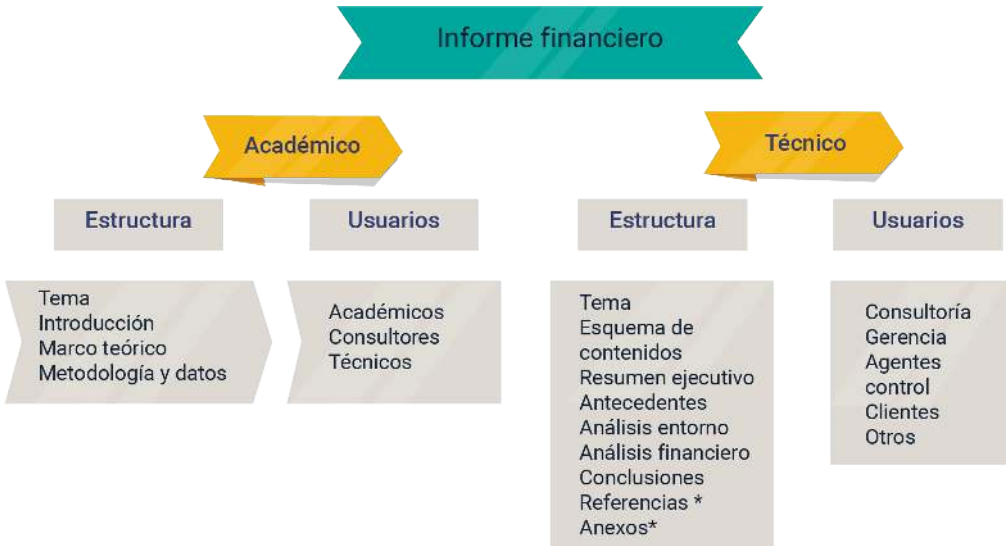 Informe financiero
Académico
Técnico
Estructura
Usuarios
Estructura
Usuarios
Tema
Introducción
Marco teórico
Metodología y datos
Académicos
Consultores
Técnicos
Tema
Esquema de
contenidos
Resumen ejecutivo
Antecedentes
Análisis entorno
Análisis financiero
Conclusiones
Referencias *
Anexos*
Consultoría
Gerencia
Agentes
control
Clientes
Otros